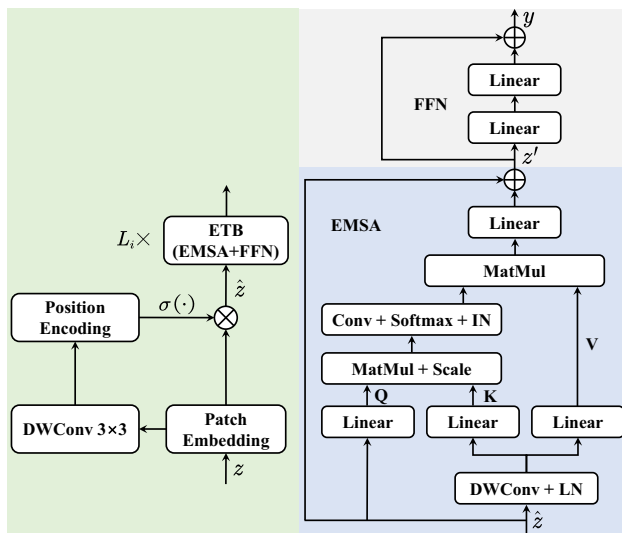 y
Linear
FFN
Linear
z′
Linear
EMSA
MatMul
Conv + Softmax + IN
V
MatMul + Scale
Q
K
Linear
Linear
Linear
DWConv + LN
ẑ
L_i×
ETB
(EMSA+FFN)
ẑ
σ(·)
Position
Encoding
DWConv 3×3
Patch
Embedding
z